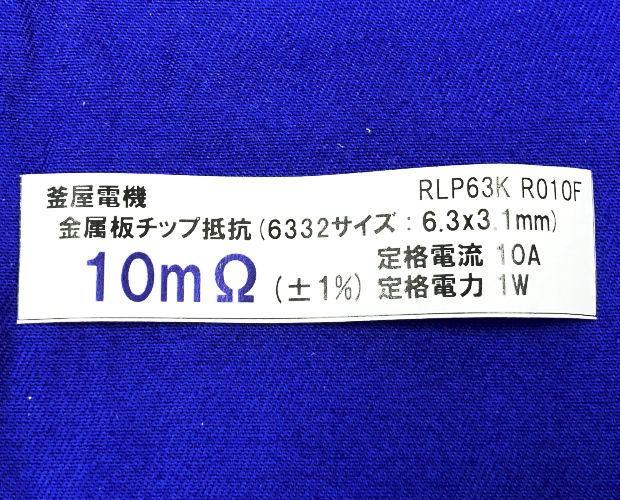 釜屋電機 RLP63K R010F
金属板チップ抵抗(6332サイズ:6.3x3.1mm)
10mΩ (±1%) 定格電流 10A
定格電力 1W